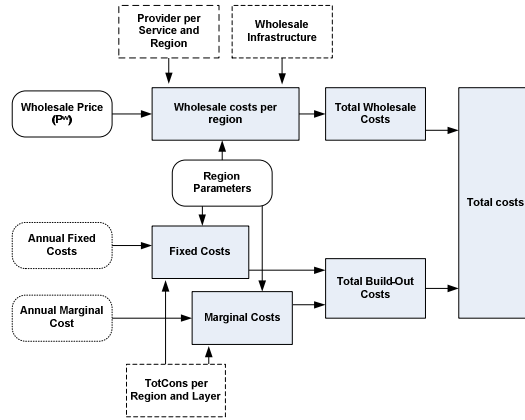 Provider per
Service and
Region
Wholesale
Infrastructure
Wholesale Price
(Pʷ)
Wholesale costs per
region
Total Wholesale
Costs
Total costs
Region
Parameters
Annual Fixed
Costs
Fixed Costs
Total Build-Out
Costs
Annual Marginal
Cost
Marginal Costs
TotCons per
Region and Layer